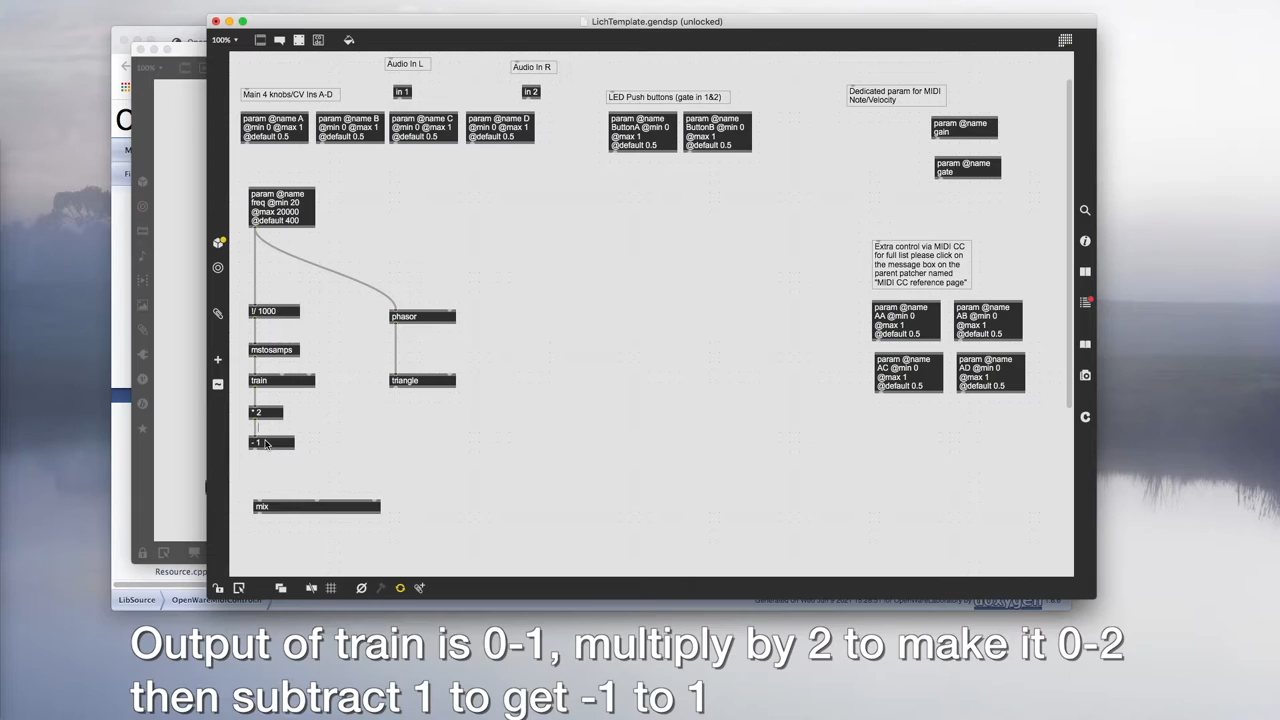 LichTemplate.gendsp (unlocked)
100%
100%
Audio In L
Audio In R
in 1
in 2
Main 4 knobs/CV Ins A-D
LED Push buttons (gate in 1&2)
Dedicated param for MIDI
Note/Velocity
param @name A
@min 0 @max 1
@default 0.5
param @name B
@min 0 @max 1
@default 0.5
param @name C
@min 0 @max 1
@default 0.5
param @name D
@min 0 @max 1
@default 0.5
param @name
ButtonA @min 0
@max 1
@default 0.5
param @name
ButtonB @min 0
@max 1
@default 0.5
param @name
gain
param @name
gate
param @name
freq @min 20
@max 20000
@default 400
Extra control via MIDI CC
for full list please click on
the message box on the
parent patcher named
"MIDI CC reference page"
!/ 1000
phasor
mstosamps
train
triangle
* 2
- 1
mix
param @name
AA @min 0
@max 1
@default 0.5
param @name
AB @min 0
@max 1
@default 0.5
param @name
AC @min 0
@max 1
@default 0.5
param @name
AD @min 0
@max 1
@default 0.5
Resource.cpp
LibSource
OpenWareMidiControl.h
doxygen
Output of train is 0-1, multiply by 2 to make it 0-2
then subtract 1 to get -1 to 1